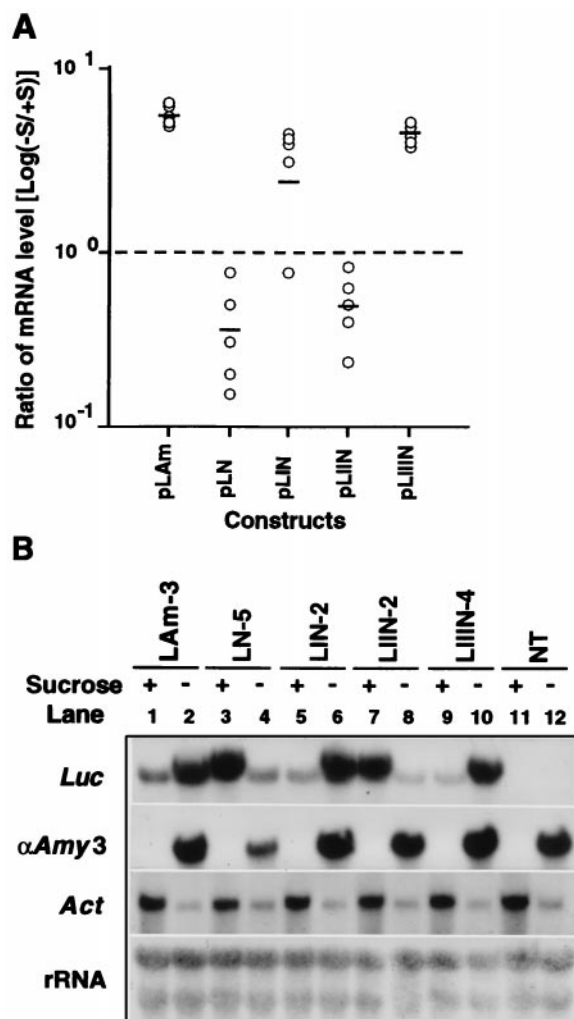 A
Ratio of mRNA level [Log(-S/+S)]
10 1
10 0
10 -1
pLAm
pLN
pLIN
pLIIN
pLIIIN
Constructs
B
LAm-3 LN-5 LIN-2 LIIN-2 LIIIN-4 NT
Sucrose + - + - + - + - + - + -
Lane 1 2 3 4 5 6 7 8 9 10 11 12
Luc
αAmy3
Act
rRNA